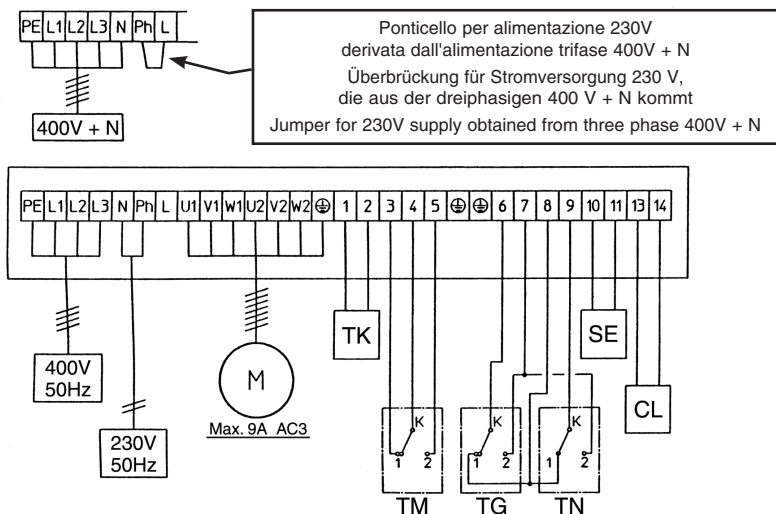 PE L1 L2 L3 N Ph L
400V + N
Ponticello per alimentazione 230V
derivata dall'alimentazione trifase 400V + N
Überbrückung für Stromversorgung 230 V,
die aus der dreiphasigen 400 V + N kommt
Jumper for 230V supply obtained from three phase 400V + N
PE L1 L2 L3 N Ph L U1 V1 W1 U2 V2 W2 ⏚ 1 2 3 4 5 ⏚ ⏚ 6 7 8 9 10 11 13 14
400V
50Hz
230V
50Hz
M
Max. 9A AC3
TK
SE
CL
K
1 2
TM
K
1 2
TG
K
1 2
TN